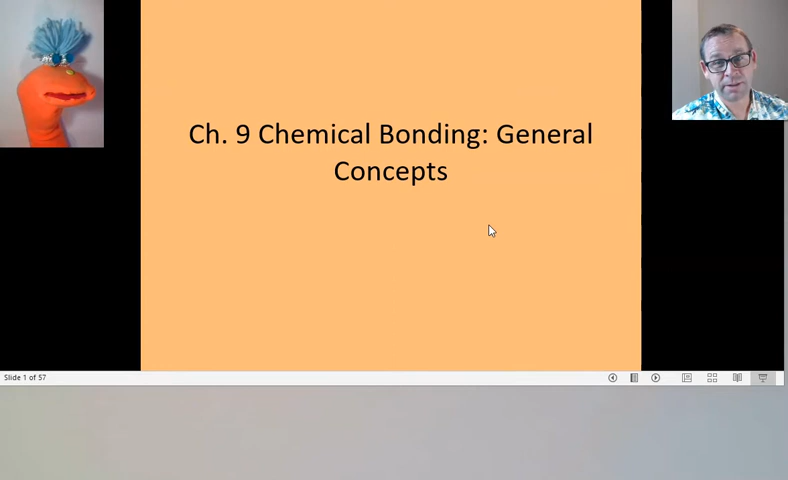 Ch. 9 Chemical Bonding: General
Concepts
Slide 1 of 57